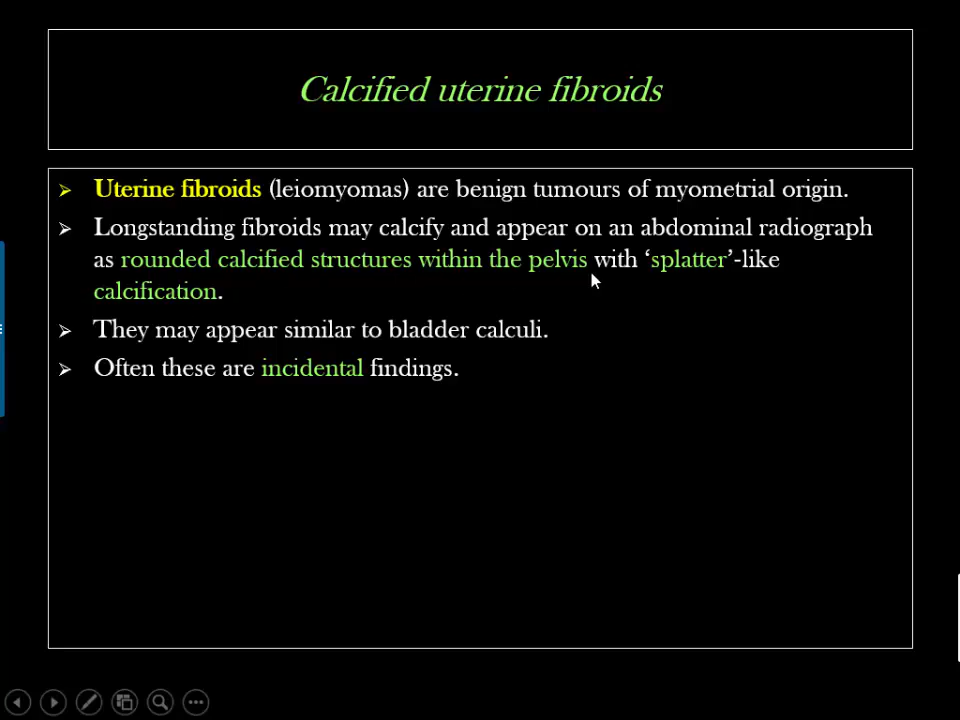 Calcified uterine fibroids
➢ Uterine fibroids (leiomyomas) are benign tumours of myometrial origin.
➢ Longstanding fibroids may calcify and appear on an abdominal radiograph
as rounded calcified structures within the pelvis with ‘splatter’-like
calcification.
➢ They may appear similar to bladder calculi.
➢ Often these are incidental findings.